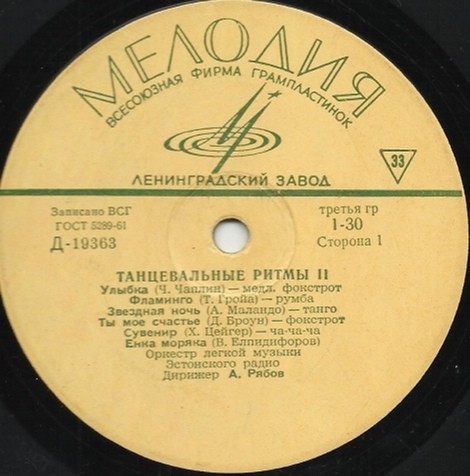 МЕЛОДИЯ
ВСЕСОЮЗНАЯ ФИРМА ГРАМПЛАСТИНОК
33
ЛЕНИНГРАДСКИЙ ЗАВОД
Записано ВСГ
ГОСТ 5289-61
Д-19363
третья гр
1-30
Сторона 1
ТАНЦЕВАЛЬНЫЕ РИТМЫ II
Улыбка (Ч. Чаплин) — медл. фокстрот
Фламинго (Т. Гройа) — румба
Звездная ночь (А. Маландо) — танго
Ты мое счастье (Д. Броун) — фокстрот
Сувенир (Х. Цейгер) — ча-ча-ча
Енка моряка (В. Елпидифоров)
Оркестр легкой музыки
Эстонского радио
Дирижер А. Рябов